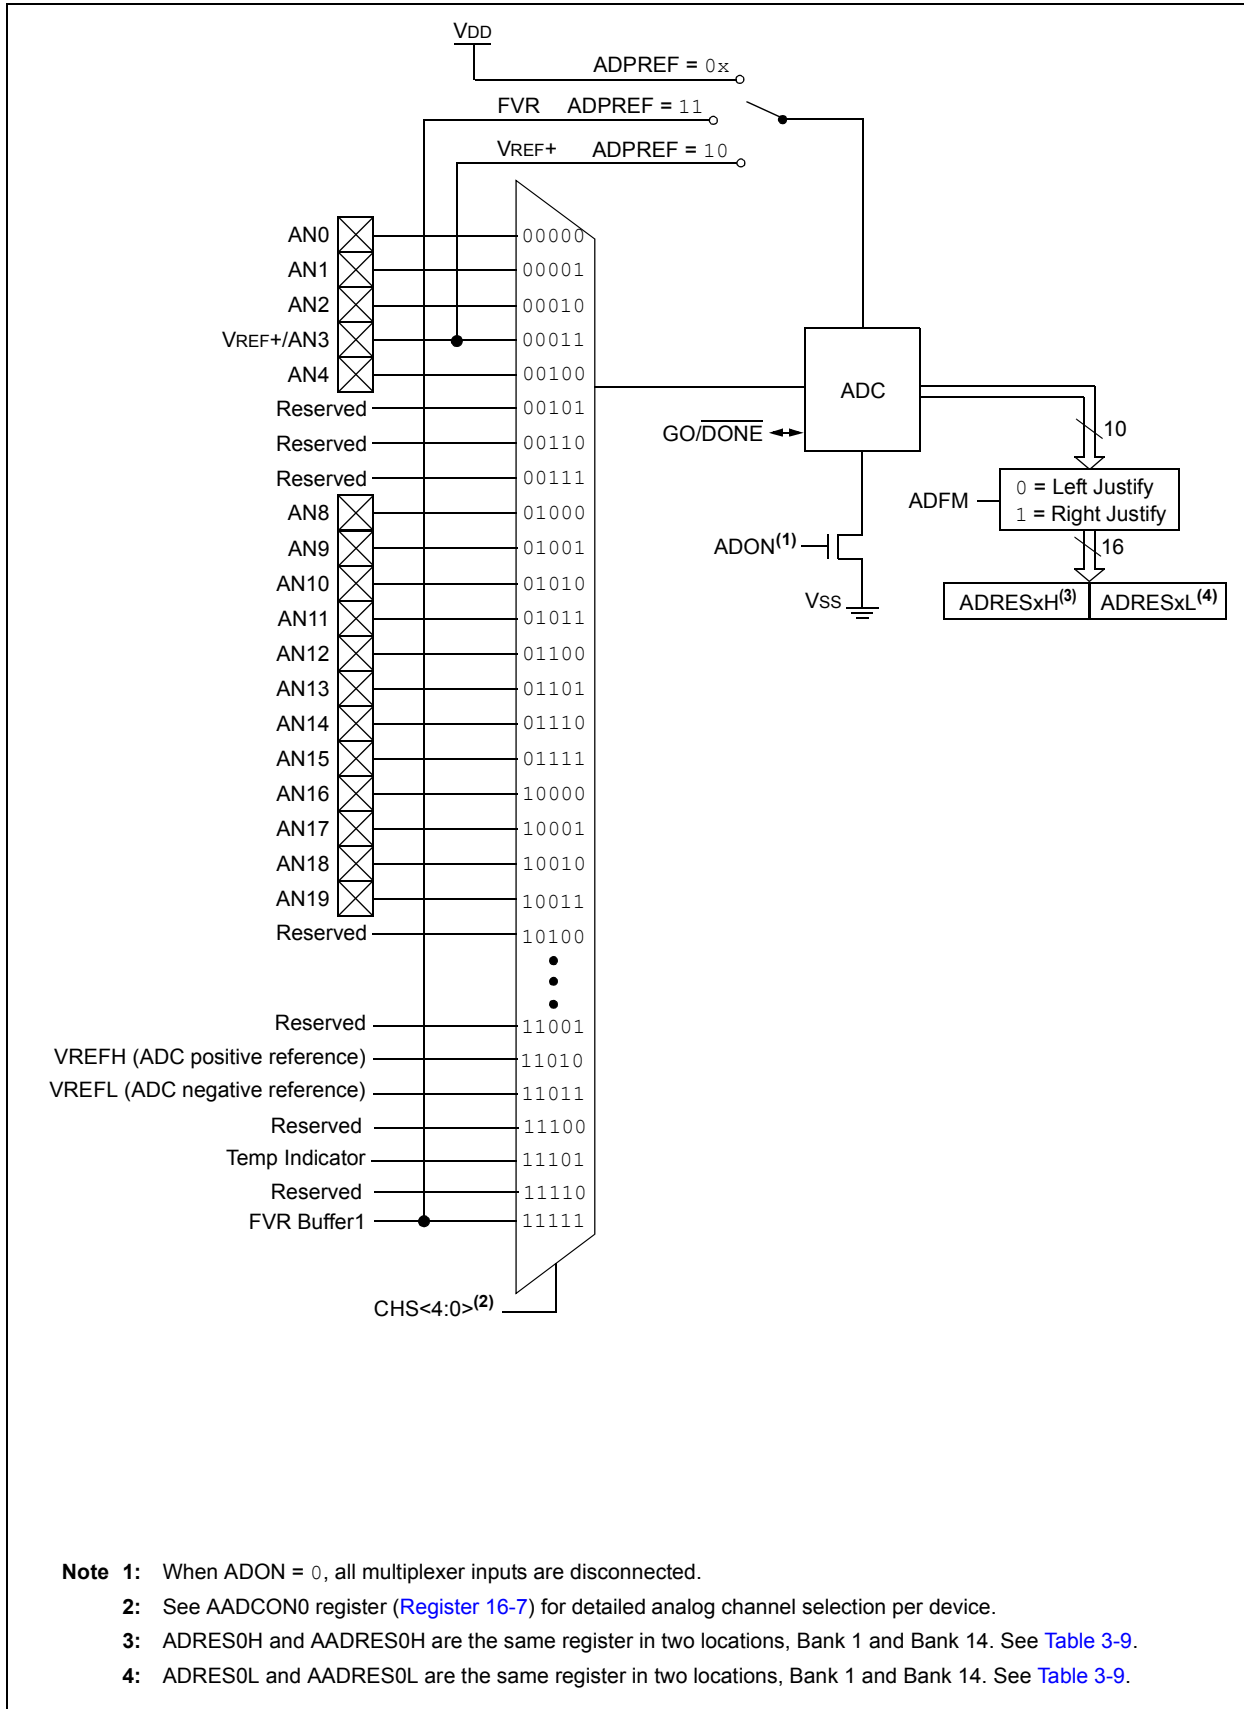 VDD
ADPREF = 0x
FVR ADPREF = 11
VREF+ ADPREF = 10
AN0 00000
AN1 00001
AN2 00010
VREF+/AN3 00011
AN4 00100
Reserved 00101
Reserved 00110
Reserved 00111
AN8 01000
AN9 01001
AN10 01010
AN11 01011
AN12 01100
AN13 01101
AN14 01110
AN15 01111
AN16 10000
AN17 10001
AN18 10010
AN19 10011
Reserved 10100
Reserved 11001
VREFH (ADC positive reference) 11010
VREFL (ADC negative reference) 11011
Reserved 11100
Temp Indicator 11101
Reserved 11110
FVR Buffer1 11111
CHS<4:0>(2)
ADC
GO/DONE
10
ADFM
0 = Left Justify
1 = Right Justify
ADON(1)
16
VSS
ADRESxH(3) ADRESxL(4)
Note 1: When ADON = 0, all multiplexer inputs are disconnected.
2: See AADCON0 register (Register 16-7) for detailed analog channel selection per device.
3: ADRES0H and AADRES0H are the same register in two locations, Bank 1 and Bank 14. See Table 3-9.
4: ADRES0L and AADRES0L are the same register in two locations, Bank 1 and Bank 14. See Table 3-9.